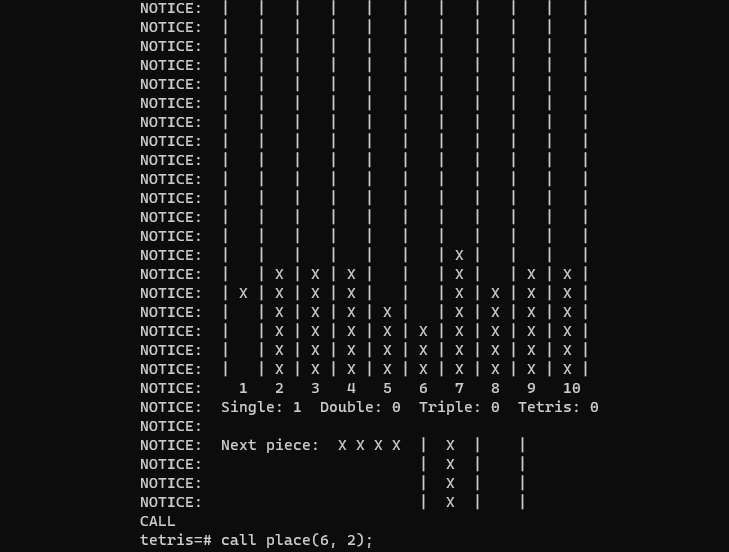 NOTICE:  |   |   |   |   |   |   |   |   |   |   |
NOTICE:  |   |   |   |   |   |   |   |   |   |   |
NOTICE:  |   |   |   |   |   |   |   |   |   |   |
NOTICE:  |   |   |   |   |   |   |   |   |   |   |
NOTICE:  |   |   |   |   |   |   |   |   |   |   |
NOTICE:  |   |   |   |   |   |   |   |   |   |   |
NOTICE:  |   |   |   |   |   |   |   |   |   |   |
NOTICE:  |   |   |   |   |   |   |   |   |   |   |
NOTICE:  |   |   |   |   |   |   |   |   |   |   |
NOTICE:  |   |   |   |   |   |   |   |   |   |   |
NOTICE:  |   |   |   |   |   |   |   |   |   |   |
NOTICE:  |   |   |   |   |   |   |   |   |   |   |
NOTICE:  |   |   |   |   |   |   |   |   |   |   |
NOTICE:  |   |   |   |   |   |   | X |   |   |   |
NOTICE:  |   | X | X | X |   |   | X |   | X | X |
NOTICE:  | X | X | X | X |   |   | X | X | X | X |
NOTICE:  |   | X | X | X | X |   | X | X | X | X |
NOTICE:  |   | X | X | X | X | X | X | X | X | X |
NOTICE:  |   | X | X | X | X | X | X | X | X | X |
NOTICE:  |   | X | X | X | X | X | X | X | X | X |
NOTICE:    1   2   3   4   5   6   7   8   9   10
NOTICE:  Single: 1  Double: 0  Triple: 0  Tetris: 0
NOTICE:
NOTICE:  Next piece:  X X X X  |  X  |    |
NOTICE:                        |  X  |    |
NOTICE:                        |  X  |    |
NOTICE:                        |  X  |    |
CALL
tetris=# call place(6, 2);